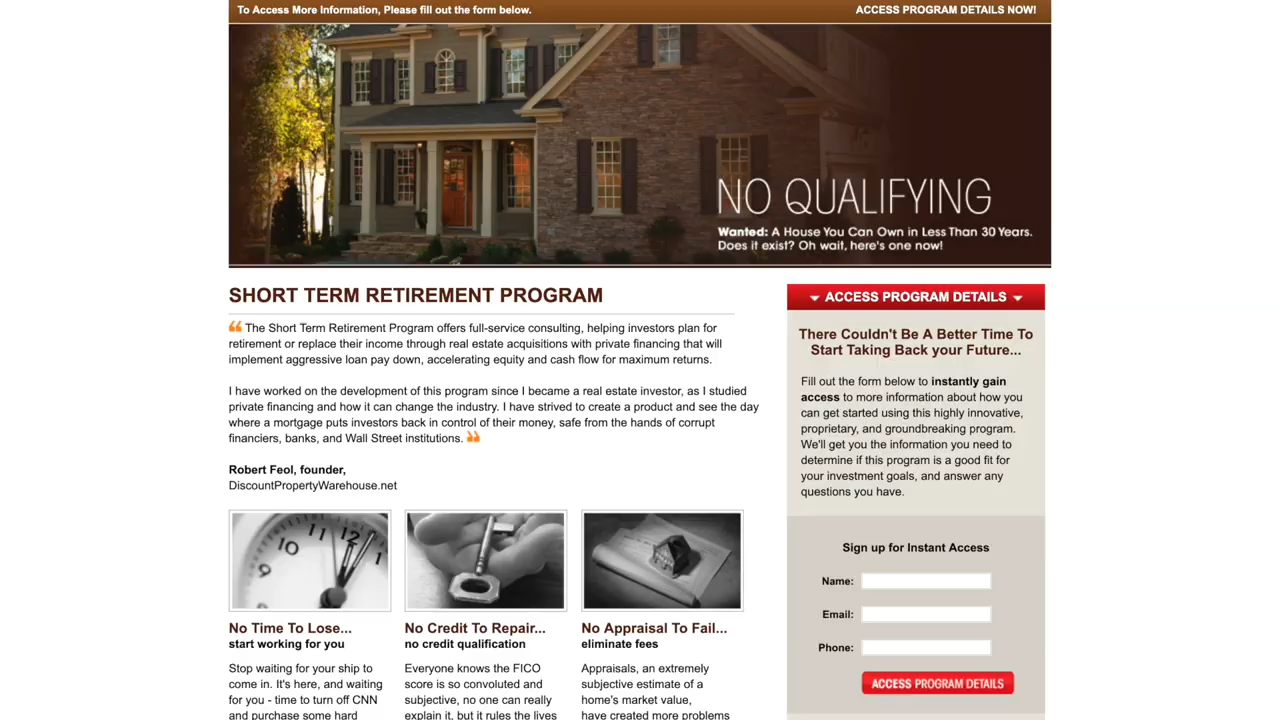 To Access More Information, Please fill out the form below.
ACCESS PROGRAM DETAILS NOW!
NO QUALIFYING
Wanted: A House You Can Own in Less Than 30 Years.
Does it exist? Oh wait, here's one now!
SHORT TERM RETIREMENT PROGRAM
The Short Term Retirement Program offers full-service consulting, helping investors plan for
retirement or replace their income through real estate acquisitions with private financing that will
implement aggressive loan pay down, accelerating equity and cash flow for maximum returns.
I have worked on the development of this program since I became a real estate investor, as I studied
private financing and how it can change the industry. I have strived to create a product and see the day
where a mortgage puts investors back in control of their money, safe from the hands of corrupt
financiers, banks, and Wall Street institutions.
Robert Feol, founder,
DiscountPropertyWarehouse.net
10 11 12 1
9
No Time To Lose...
start working for you
Stop waiting for your ship to
come in. It's here, and waiting
for you - time to turn off CNN
and purchase some hard
No Credit To Repair...
no credit qualification
Everyone knows the FICO
score is so convoluted and
subjective, no one can really
explain it, but it rules the lives
No Appraisal To Fail...
eliminate fees
Appraisals, an extremely
subjective estimate of a
home's market value,
have created more problems
ACCESS PROGRAM DETAILS
There Couldn't Be A Better Time To
Start Taking Back your Future...
Fill out the form below to instantly gain
access to more information about how you
can get started using this highly innovative,
proprietary, and groundbreaking program.
We'll get you the information you need to
determine if this program is a good fit for
your investment goals, and answer any
questions you have.
Sign up for Instant Access
Name:
Email:
Phone:
ACCESS PROGRAM DETAILS